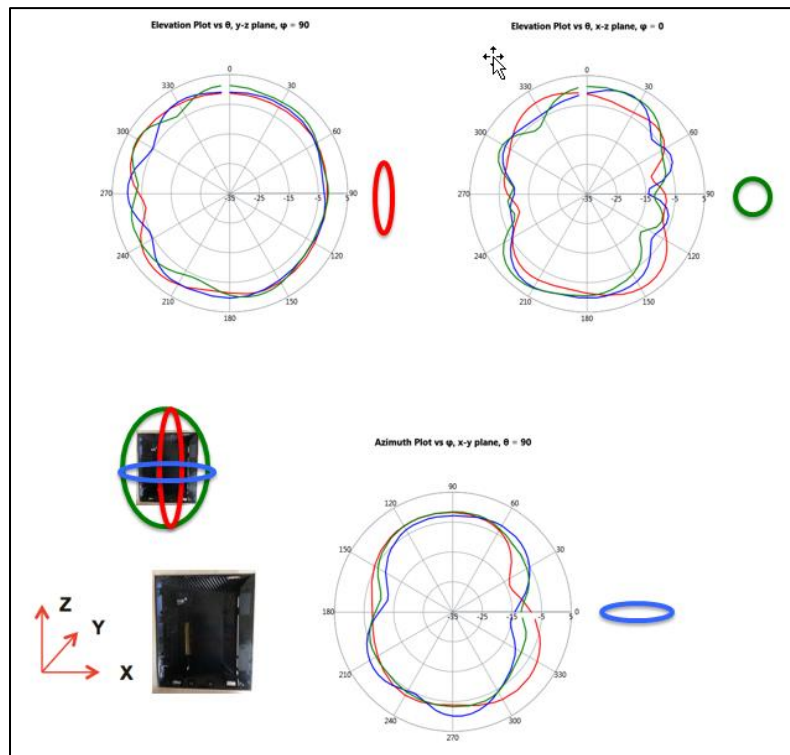 Elevation Plot vs θ, y-z plane, φ = 90
0
330 30
300 60
270 -35 -25 -15 -5 90 5
240 120
210 150
180
Elevation Plot vs θ, x-z plane, φ = 0
0
330 30
300 60
270 -35 -25 -15 -5 90 5
240 120
210 150
180
Azimuth Plot vs φ, x-y plane, θ = 90
90
120 60
150 30
180 -35 -25 -15 -5 5 0
210 330
240 300
270
Z
Y
X